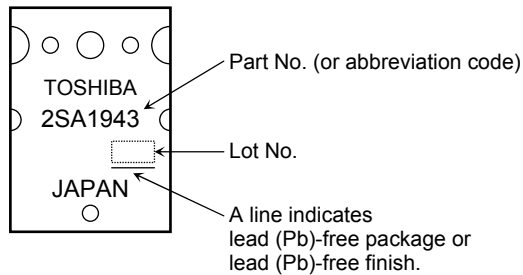 TOSHIBA
2SA1943
JAPAN
Part No. (or abbreviation code)
Lot No.
A line indicates
lead (Pb)-free package or
lead (Pb)-free finish.